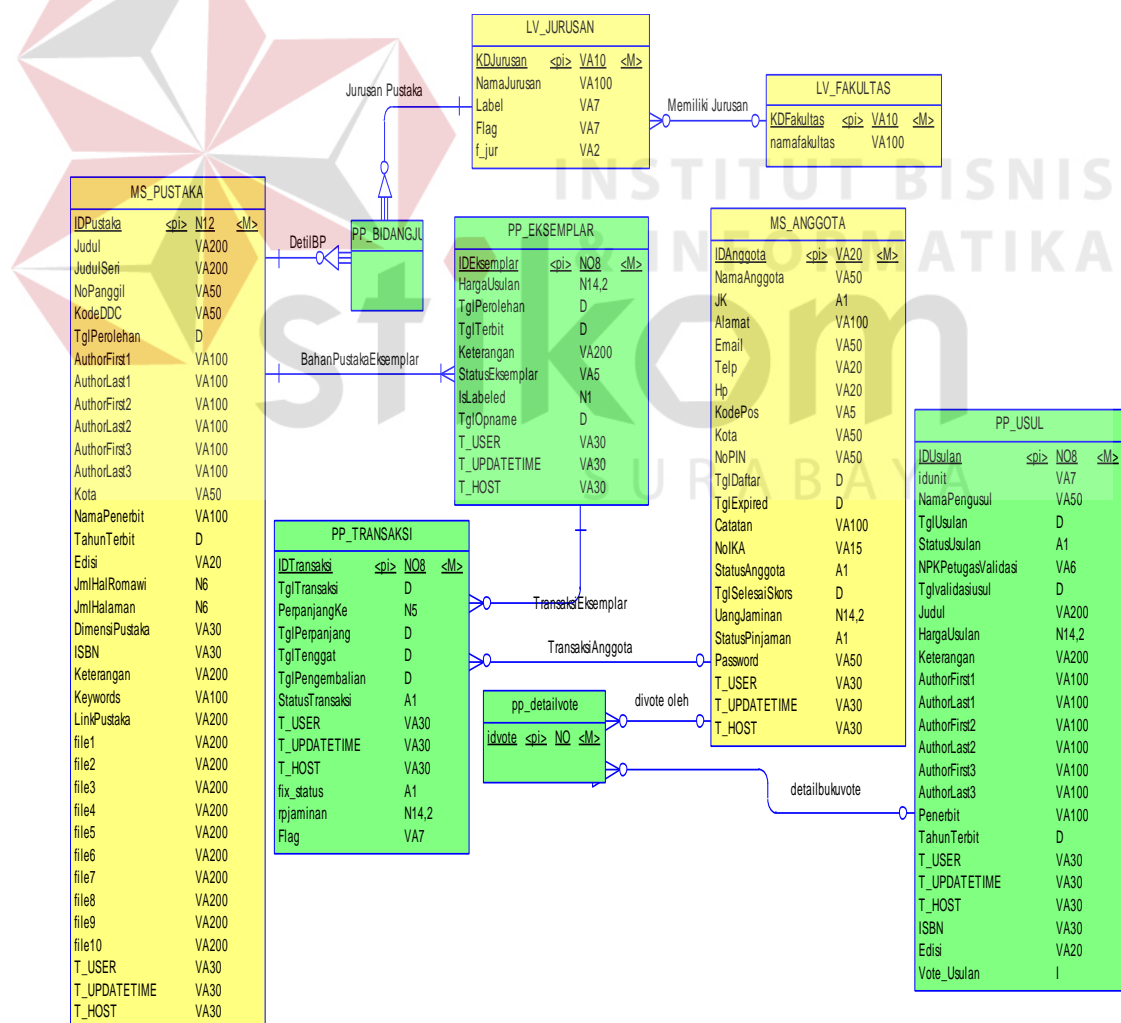 LV_JURUSAN
KDJurusan <pi> VA10 <M>
NamaJurusan VA100
Label VA7
Flag VA7
f_jur VA2
Jurusan Pustaka
Memiliki Jurusan
LV_FAKULTAS
KDFakultas <pi> VA10 <M>
namafakultas VA100
INSTITUT BISNIS
& INFORMATIKA
stikom
SURABAYA
MS_PUSTAKA
IDPustaka <pi> N12 <M>
Judul VA200
JudulSeri VA200
NoPanggil VA50
KodeDDC VA50
TglPerolehan D
AuthorFirst1 VA100
AuthorLast1 VA100
AuthorFirst2 VA100
AuthorLast2 VA100
AuthorFirst3 VA100
AuthorLast3 VA100
Kota VA50
NamaPenerbit VA100
TahunTerbit D
Edisi VA20
JmlHalRomawi N6
JmlHalaman N6
DimensiPustaka VA30
ISBN VA30
Keterangan VA200
Keywords VA100
LinkPustaka VA200
file1 VA200
file2 VA200
file3 VA200
file4 VA200
file5 VA200
file6 VA200
file7 VA200
file8 VA200
file9 VA200
file10 VA200
T_USER VA30
T_UPDATETIME VA30
T_HOST VA30
DetilBP
PP_BIDANGJU
BahanPustakaEksemplar
PP_EKSEMPLAR
IDEksemplar <pi> NO8 <M>
HargaUsulan N14,2
TglPerolehan D
TglTerbit D
Keterangan VA200
StatusEksemplar VA5
IsLabeled N1
TglOpname D
T_USER VA30
T_UPDATETIME VA30
T_HOST VA30
PP_TRANSAKSI
IDTransaksi <pi> NO8 <M>
TglTransaksi D
PerpanjangKe N5
TglPerpanjang D
TglTenggat D
TglPengembalian D
StatusTransaksi A1
T_USER VA30
T_UPDATETIME VA30
T_HOST VA30
fix_status A1
rpjaminan N14,2
Flag VA7
TransaksiEksemplar
TransaksiAnggota
pp_detailvote
idvote <pi> NO <M>
divote oleh
detailbukuvote
MS_ANGGOTA
IDAnggota <pi> VA20 <M>
NamaAnggota VA50
JK A1
Alamat VA100
Email VA50
Telp VA20
Hp VA20
KodePos VA5
Kota VA50
NoPIN VA50
TglDaftar D
TglExpired D
Catatan VA100
NoIKA VA15
StatusAnggota A1
TglSelesaiSkors D
UangJaminan N14,2
StatusPinjaman A1
Password VA50
T_USER VA30
T_UPDATETIME VA30
T_HOST VA30
PP_USUL
IDUsulan <pi> NO8 <M>
idunit VA7
NamaPengusul VA50
TglUsulan D
StatusUsulan A1
NPKPetugasValidasi VA6
Tglvalidasiusul D
Judul VA200
HargaUsulan N14,2
Keterangan VA200
AuthorFirst1 VA100
AuthorLast1 VA100
AuthorFirst2 VA100
AuthorLast2 VA100
AuthorFirst3 VA100
AuthorLast3 VA100
Penerbit VA100
TahunTerbit D
T_USER VA30
T_UPDATETIME VA30
T_HOST VA30
ISBN VA30
Edisi VA20
Vote_Usulan I